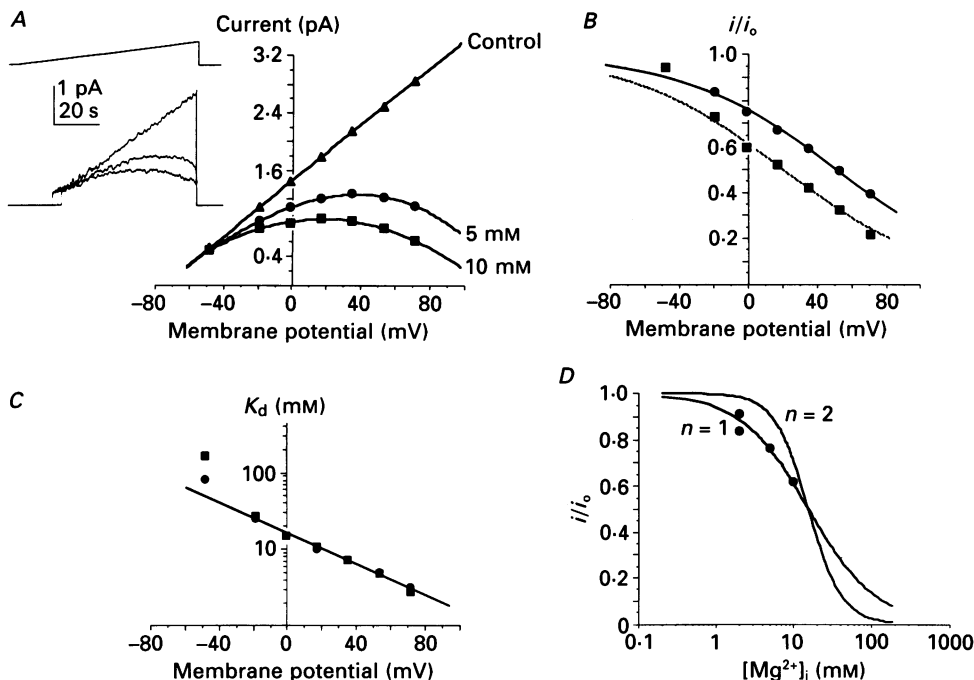 A
Current (pA)
3·2
2·4
1·6
0·4
Control
5 mM
10 mM
1 pA
20 s
−80
−40
0
40
80
Membrane potential (mV)
B
i/iₒ
1·0
0·8
0·6
0·4
0·2
−80
−40
0
40
80
Membrane potential (mV)
C
Kd (mM)
100
10
−80
−40
0
40
80
Membrane potential (mV)
D
1·0
0·8
0·6
0·4
0·2
0
i/iₒ
n = 1
n = 2
0·1
1
10
100
1000
[Mg²⁺]ᵢ (mM)